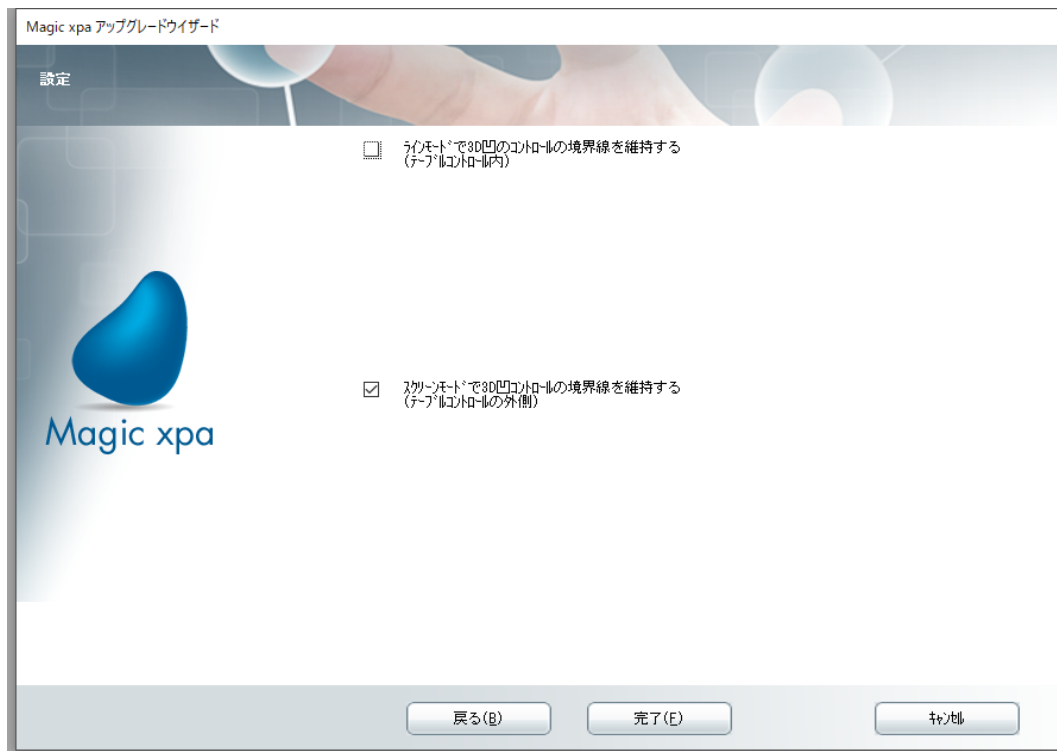 Magic xpa アップグレードウイザード
設定
ﾗｲﾝﾓｰﾄﾞで3D凹のｺﾝﾄﾛｰﾙの境界線を維持する
(ﾃｰﾌﾞﾙｺﾝﾄﾛｰﾙ内)
ｽｸﾘｰﾝﾓｰﾄﾞで3D凹ｺﾝﾄﾛｰﾙの境界線を維持する
(ﾃｰﾌﾞﾙｺﾝﾄﾛｰﾙの外側)
Magic xpa
戻る(B)
完了(F)
ｷｬﾝｾﾙ